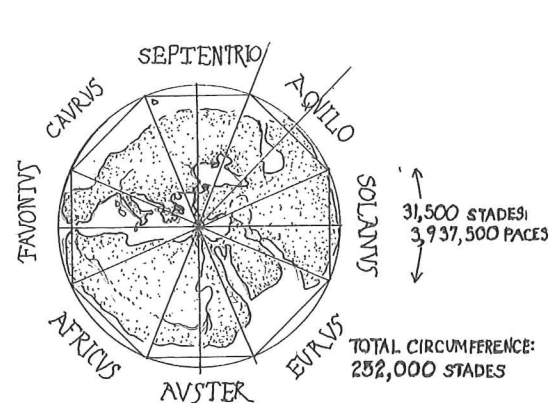 SEPTENTRIO
AQVILO
SOLANVS
EVRVS
AVSTER
AFRICVS
FAVONIVS
CAVRVS
31,500 STADES;
3,937,500 PACES
TOTAL CIRCUMFERENCE:
252,000 STADES